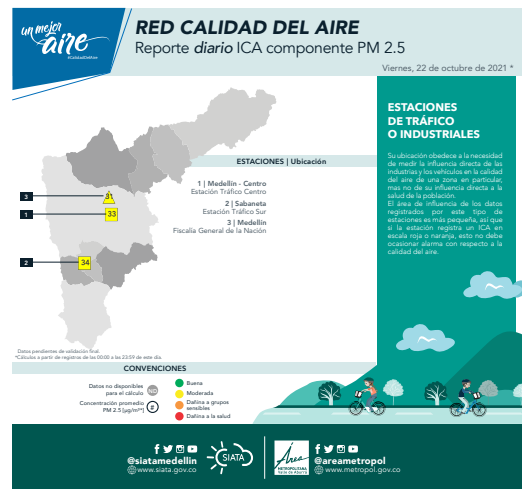 un mejor
aire
#CalidadDelAire
RED CALIDAD DEL AIRE
Reporte diario ICA componente PM 2.5
Viernes, 22 de octubre de 2021 *
ESTACIONES | Ubicación
1 | Medellín - Centro
Estación Tráfico Centro
2 | Sabaneta
Estación Tráfico Sur
3 | Medellín
Fiscalía General de la Nación
3
31
1
33
2
34
Datos pendientes de validación final.
*Cálculos a partir de registros de las 00:00 a las 23:59 de este día.
ESTACIONES
DE TRÁFICO
O INDUSTRIALES
Su ubicación obedece a la necesidad
de medir la influencia directa de las
industrias y los vehículos en la calidad
del aire de una zona en particular,
mas no de su influencia directa a la
salud de la población.
El área de influencia de los datos
registrados por este tipo de
estaciones es más pequeña, así que
si la estación registra un ICA en
escala roja o naranja, esto no debe
ocasionar alarma con respecto a la
calidad del aire.
CONVENCIONES
Datos no disponibles
para el cálculo
ND
Concentración promedio
PM 2.5 [µg/m³*]
#
Buena
Moderada
Dañina a grupos
sensibles
Dañina a la salud
@siatamedellin
www.siata.gov.co
SIATA
Área
METROPOLITANA
Valle de Aburrá
@areametropol
www.metropol.gov.co